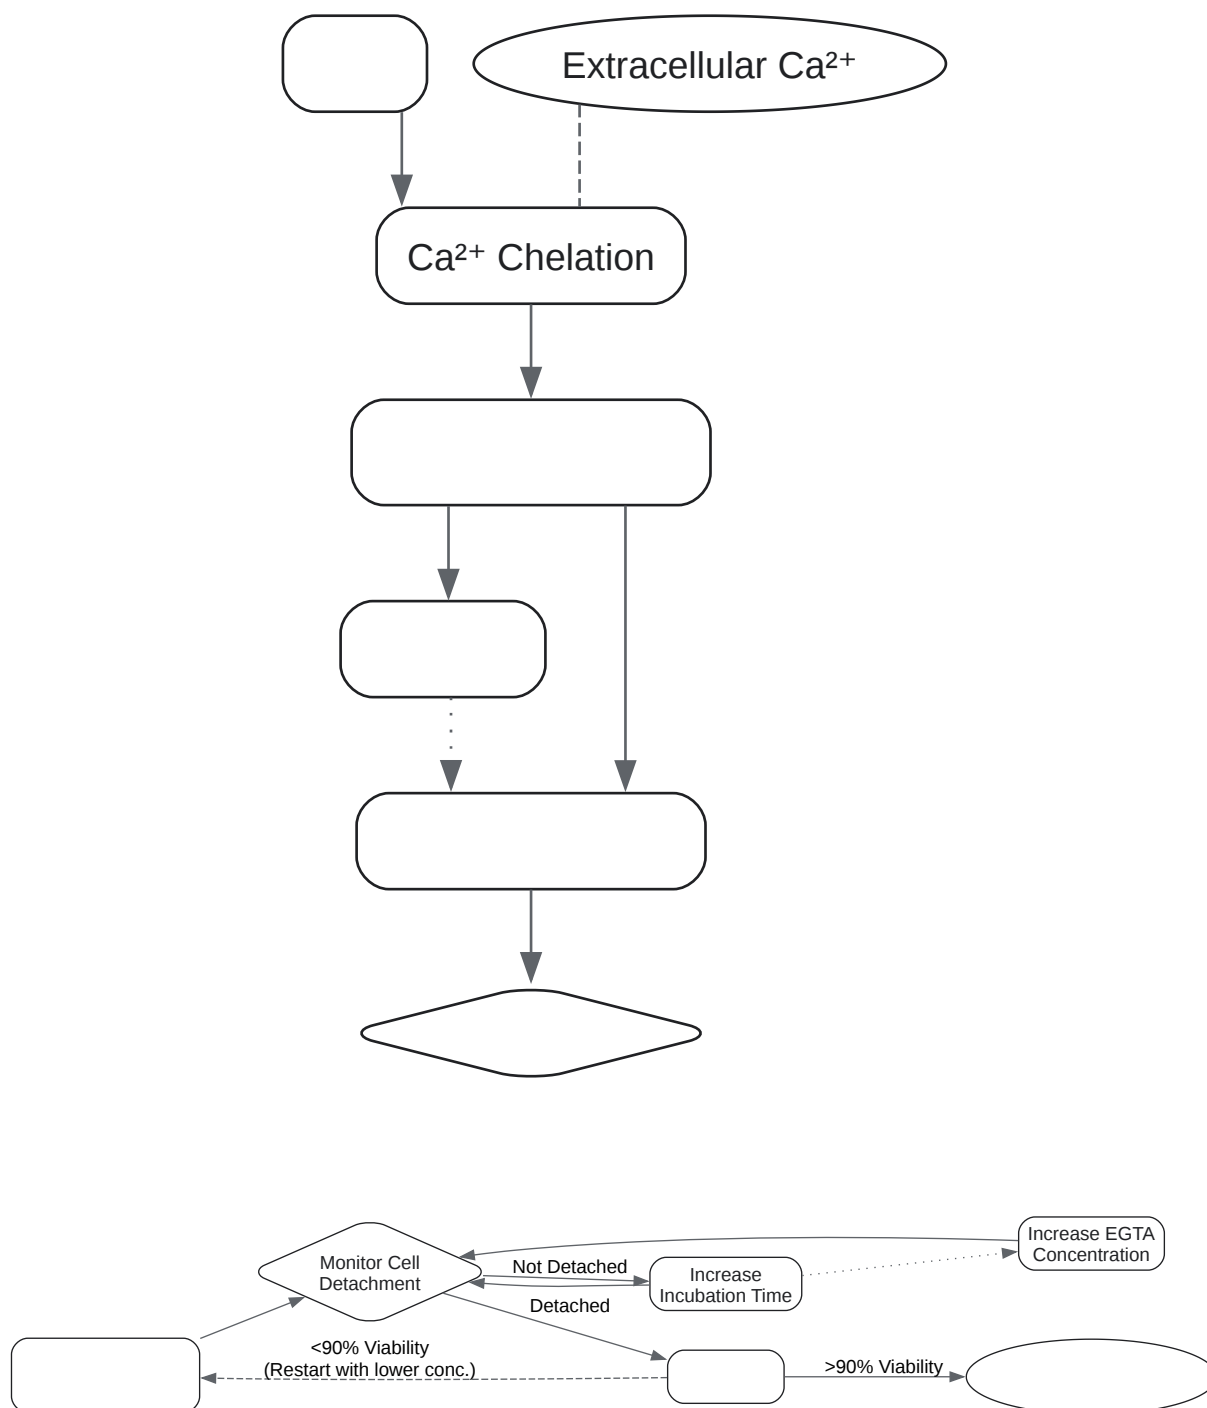 Extracellular Ca²⁺
Ca²⁺ Chelation
Increase EGTA
Concentration
Monitor Cell
Detachment
Not Detached
Increase
Incubation Time
Detached
<90% Viability
(Restart with lower conc.)
>90% Viability